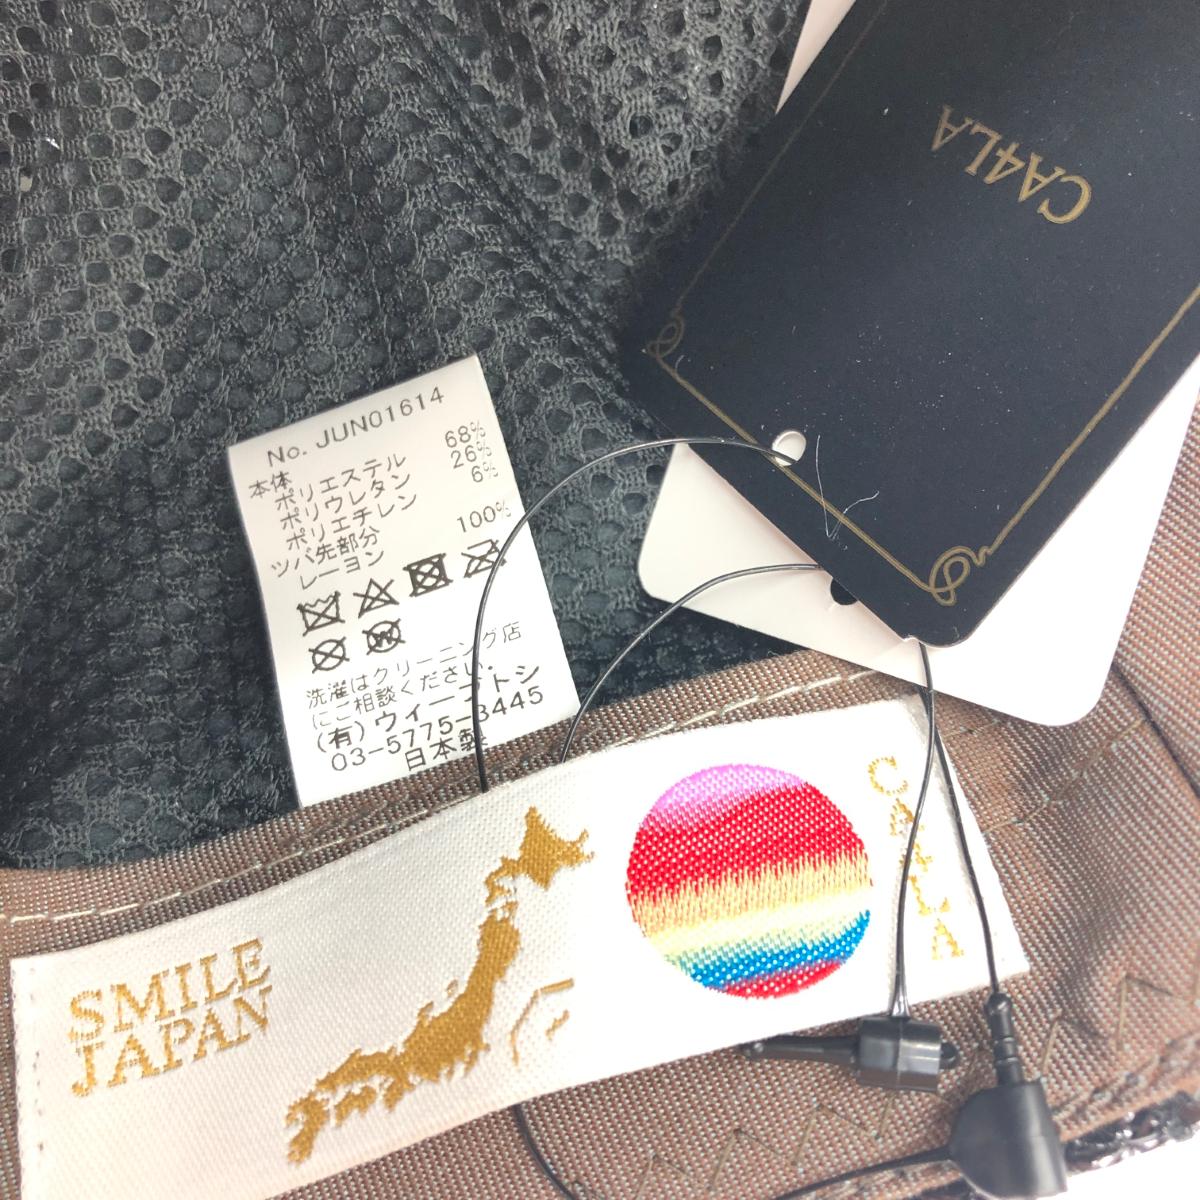 CA4LA
No. JUN01614
本体
ポリエステル 68%
ポリウレタン 26%
ポリエチレン 6%
ツバ先部分
レーヨン 100%
洗濯はクリーニング店
にご相談ください。
(有)ウィーブトシ
03-5775-3445
日本製
SMILE
JAPAN
CA4LA